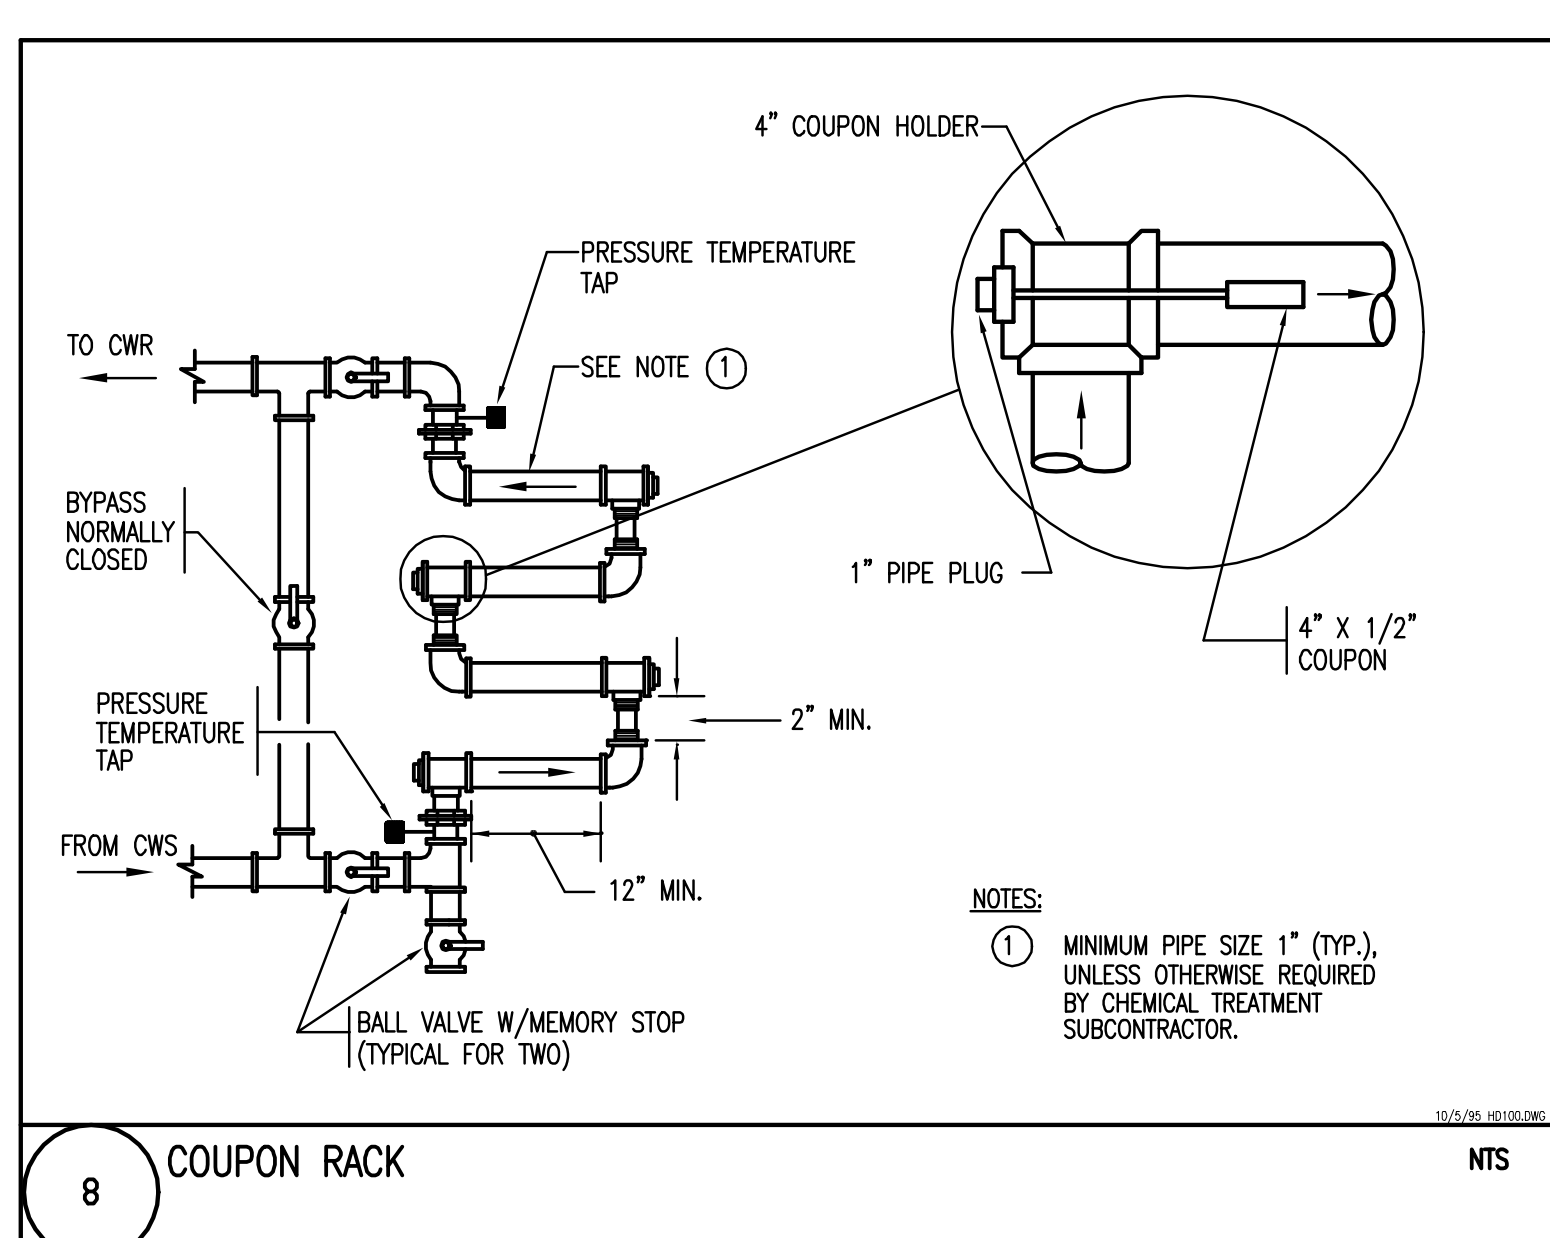 4” COUPON HOLDER
PRESSURE TEMPERATURE
TAP
TO CWR
SEE NOTE 1
BYPASS
NORMALLY
CLOSED
1” PIPE PLUG
4” X 1/2”
COUPON
PRESSURE
TEMPERATURE
TAP
2” MIN.
FROM CWS
12” MIN.
NOTES:
1 MINIMUM PIPE SIZE 1” (TYP.),
UNLESS OTHERWISE REQUIRED
BY CHEMICAL TREATMENT
SUBCONTRACTOR.
BALL VALVE W/MEMORY STOP
(TYPICAL FOR TWO)
10/5/95 HD100.DWG
8 COUPON RACK
NTS